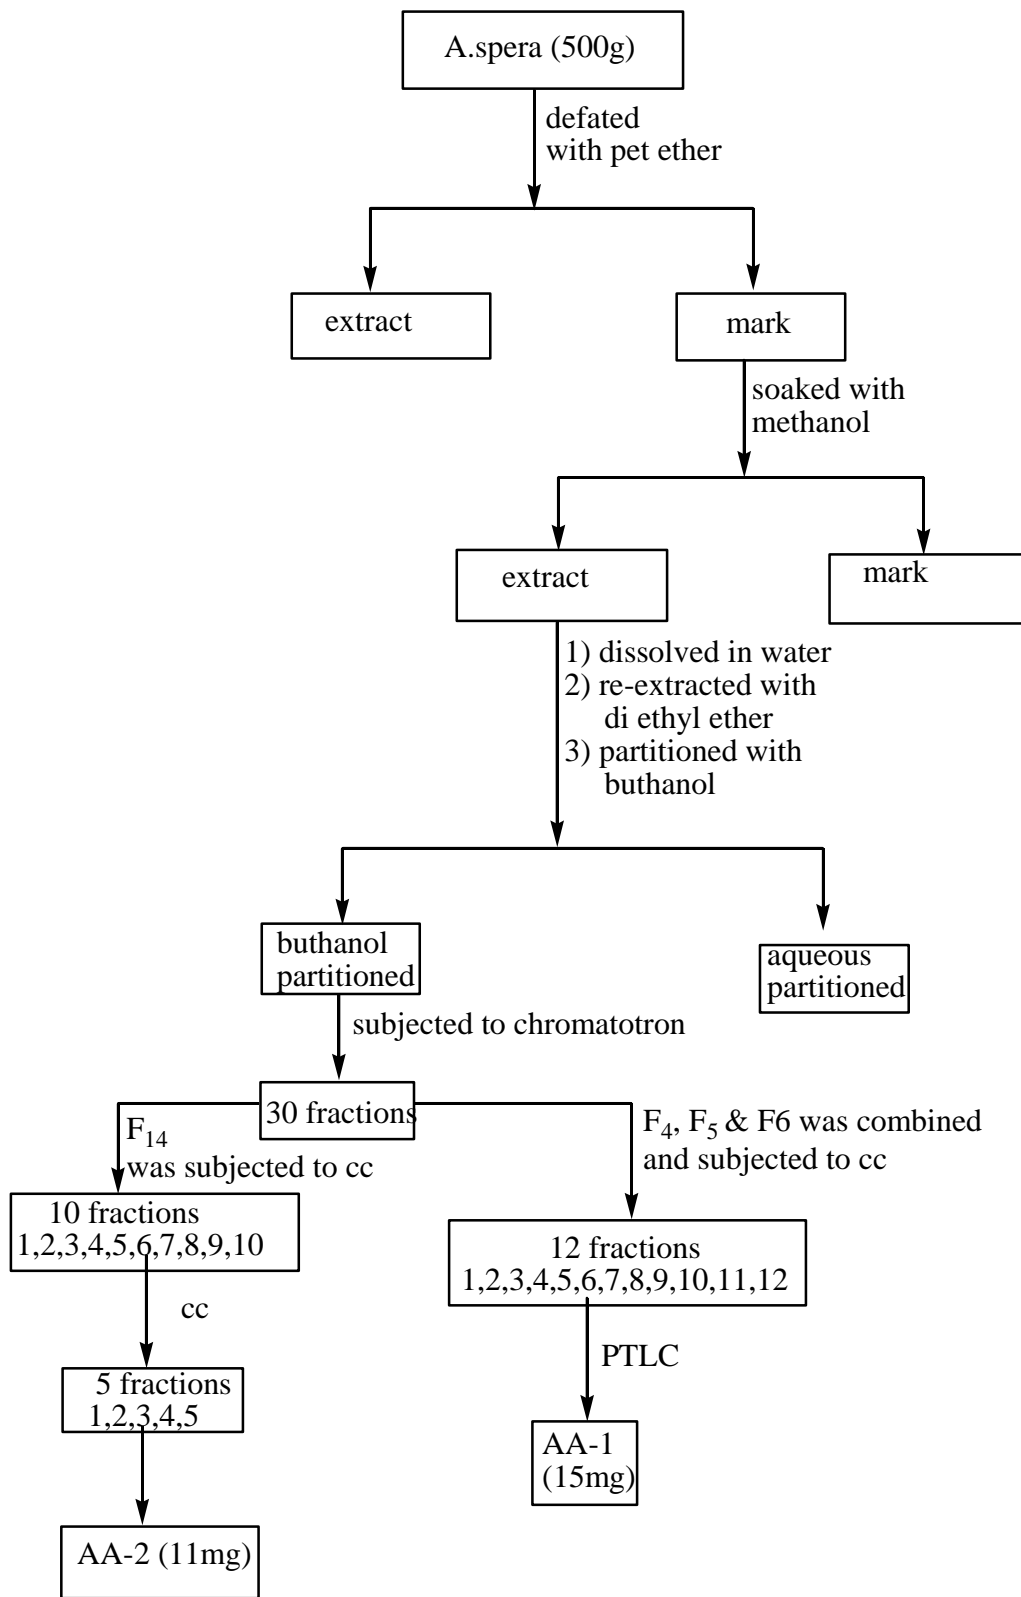 A.spera (500g)
defated
with pet ether
extract
mark
soaked with
methanol
extract
mark
1) dissolved in water
2) re-extracted with
di ethyl ether
3) partitioned with
buthanol
buthanol
partitioned
aqueous
partitioned
subjected to chromatotron
30 fractions
F14
was subjected to cc
F4, F5 & F6 was combined
and subjected to cc
10 fractions
1,2,3,4,5,6,7,8,9,10
12 fractions
1,2,3,4,5,6,7,8,9,10,11,12
cc
PTLC
5 fractions
1,2,3,4,5
AA-1
(15mg)
AA-2 (11mg)